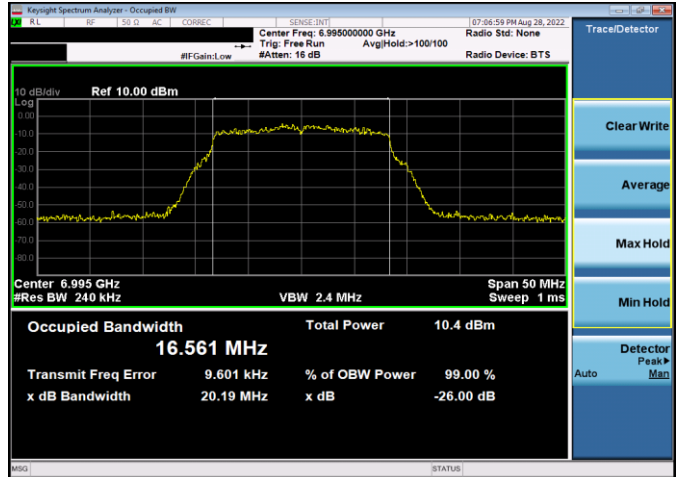 Keysight Spectrum Analyzer - Occupied BW
RL RF 50 Ω AC CORREC SENSE:INT 07:06:59 PM Aug 28, 2022
Center Freq: 6.995000000 GHz Radio Std: None
Trig: Free Run Avg|Hold:>100/100
#IFGain:Low #Atten: 16 dB Radio Device: BTS
Trace/Detector
10 dB/div Ref 10.00 dBm
Log
0.00
-10.0
-20.0
-30.0
-40.0
-50.0
-60.0
-70.0
-80.0
Center 6.995 GHz Span 50 MHz
#Res BW 240 kHz VBW 2.4 MHz Sweep 1 ms
Occupied Bandwidth Total Power 10.4 dBm
16.561 MHz
Transmit Freq Error 9.601 kHz % of OBW Power 99.00 %
x dB Bandwidth 20.19 MHz x dB -26.00 dB
Clear Write
Average
Max Hold
Min Hold
Detector
Peak▶
Auto Man
MSG STATUS